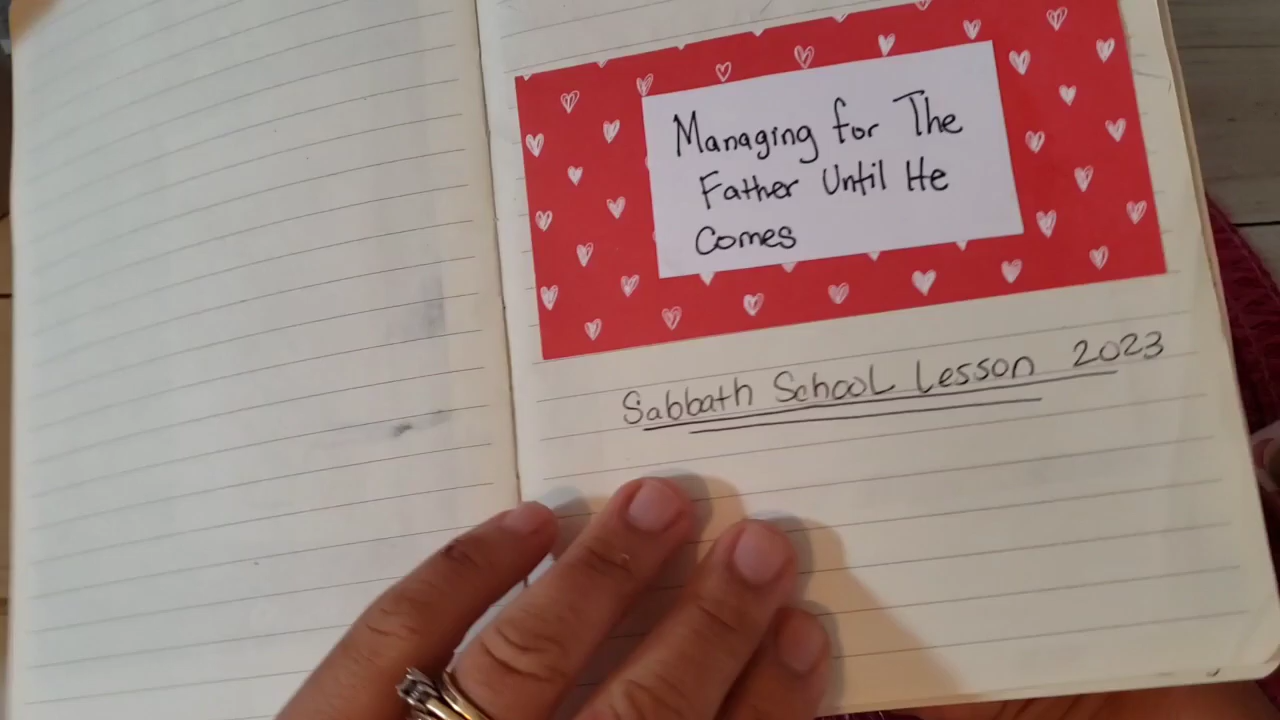 Managing for The
Father Until He
Comes
Sabbath School Lesson 2023